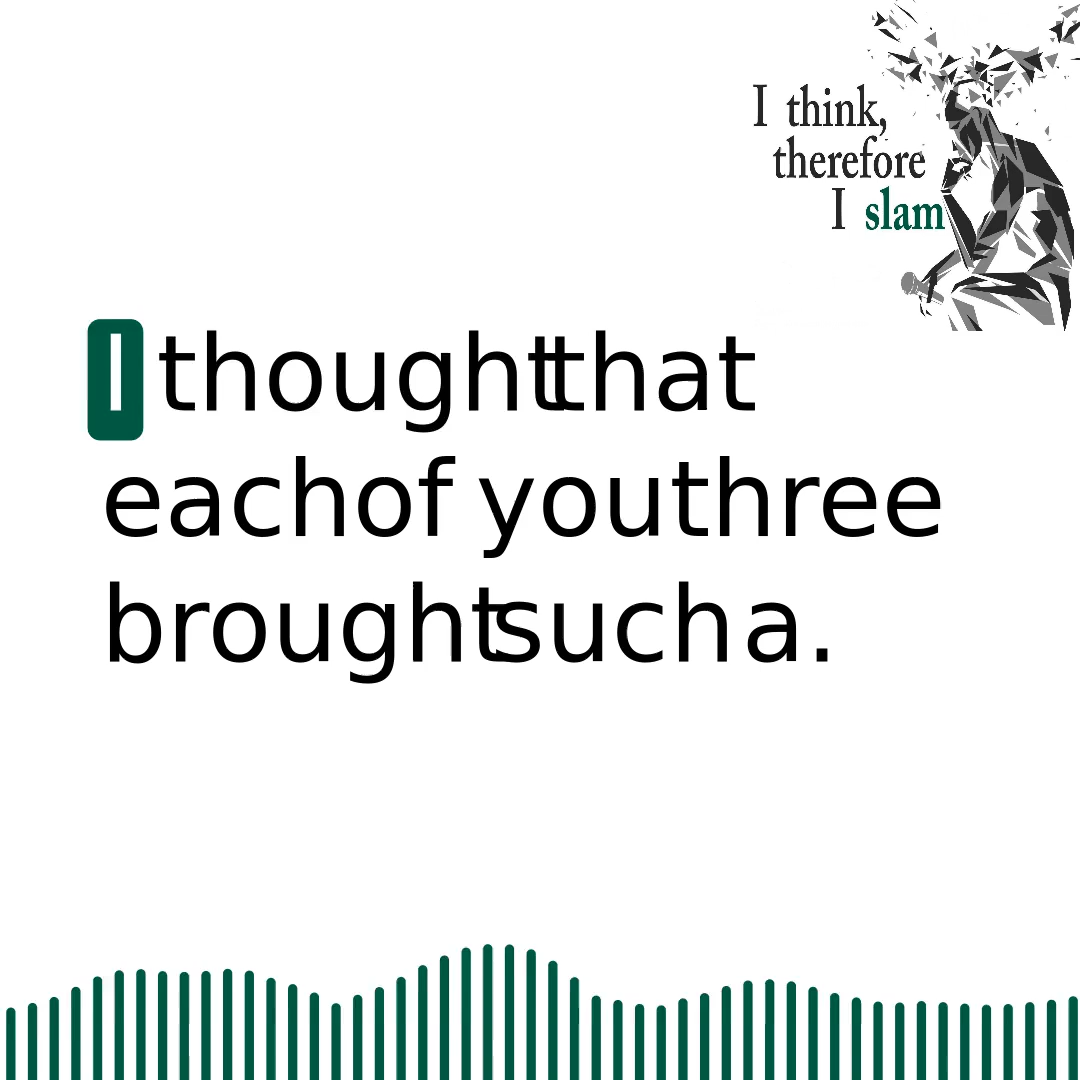 I think,
therefore
I slam
I thought that
each of you three
brought such a.